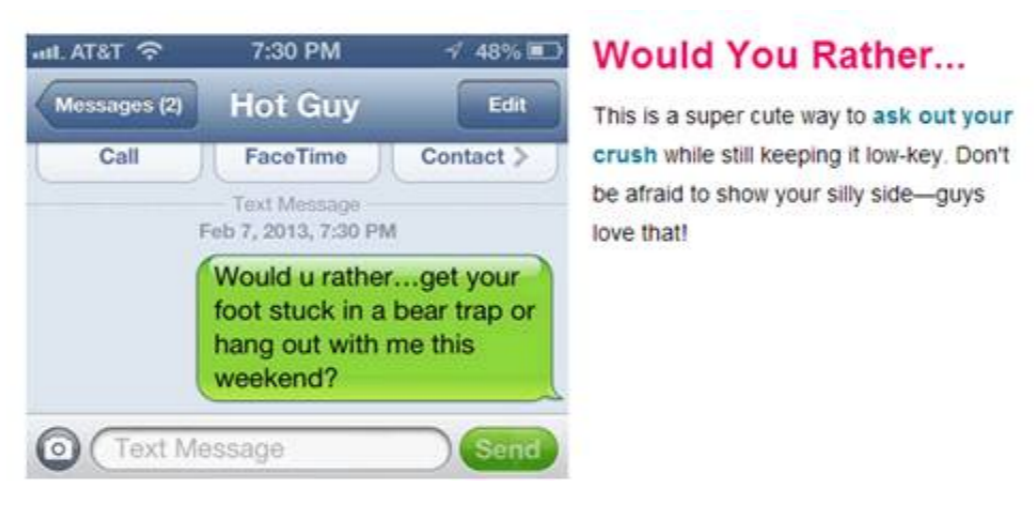 AT&T 7:30 PM 48%
Messages (2) Hot Guy Edit
Call FaceTime Contact
Text Message
Feb 7, 2013, 7:30 PM
Would u rather...get your
foot stuck in a bear trap or
hang out with me this
weekend?
Text Message Send
Would You Rather...
This is a super cute way to ask out your
crush while still keeping it low-key. Don't
be afraid to show your silly side—guys
love that!